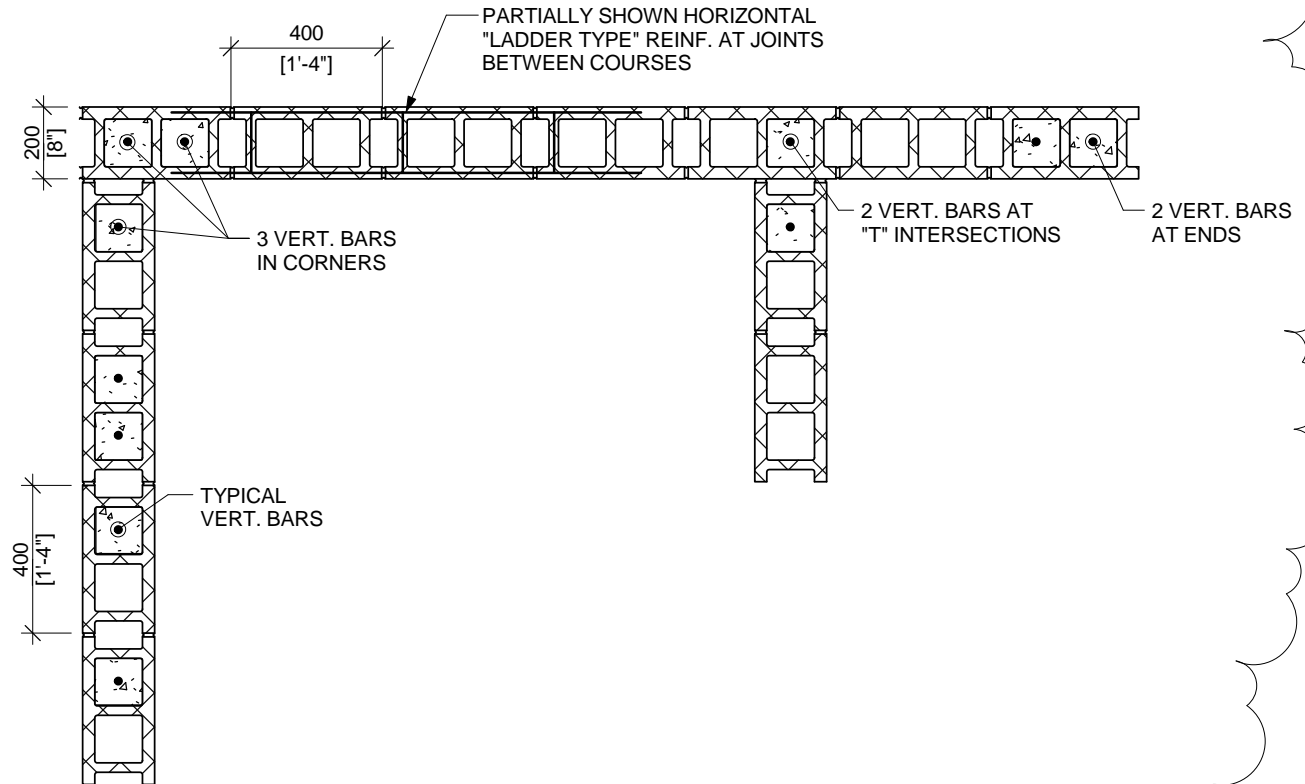 PARTIALLY SHOWN HORIZONTAL
"LADDER TYPE" REINF. AT JOINTS
BETWEEN COURSES
400
[1'-4"]
200
[8"]
3 VERT. BARS
IN CORNERS
2 VERT. BARS AT
"T" INTERSECTIONS
2 VERT. BARS
AT ENDS
TYPICAL
VERT. BARS
400
[1'-4"]